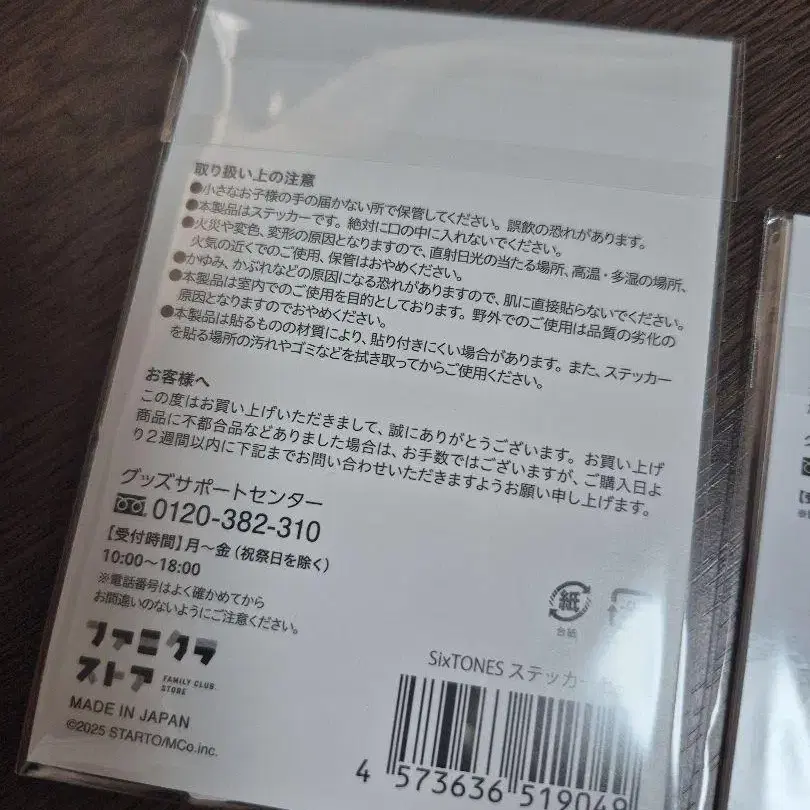 取り扱い上の注意
●小さなお子様の手の届かない所で保管してください。誤飲の恐れがあります。
●本製品はステッカーです。絶対に口の中に入れないでください。
●火災や変色、変形の原因となりますので、直射日光の当たる場所、高温・多湿の場所、
火気の近くでのご使用、保管はおやめください。
●かゆみ、かぶれなどの原因になる恐れがありますので、肌に直接貼らないでください。
●本製品は室内でのご使用を目的としております。野外でのご使用は品質の劣化の
原因となりますのでおやめください。
●本製品は貼るものの材質により、貼り付きにくい場合があります。また、ステッカー
を貼る場所の汚れやゴミなどを拭き取ってからご使用ください。
お客様へ
この度はお買い上げいただきまして、誠にありがとうございます。お買い上げ
商品に不都合品などありました場合は、お手数ではございますが、ご購入日よ
り2週間以内に下記までお問い合わせいただきますようお願い申し上げます。
グッズサポートセンター
0120-382-310
【受付時間】月～金（祝祭日を除く）
10:00～18:00
※電話番号はよく確かめてから
お間違いのないようにご注意ください。
ファミクラ
ストア
FAMILY CLUB
STORE
MADE IN JAPAN
©2025 STARTO/MCo.inc.
紙
台紙
SixTONES ステッカー
4 573636 519049